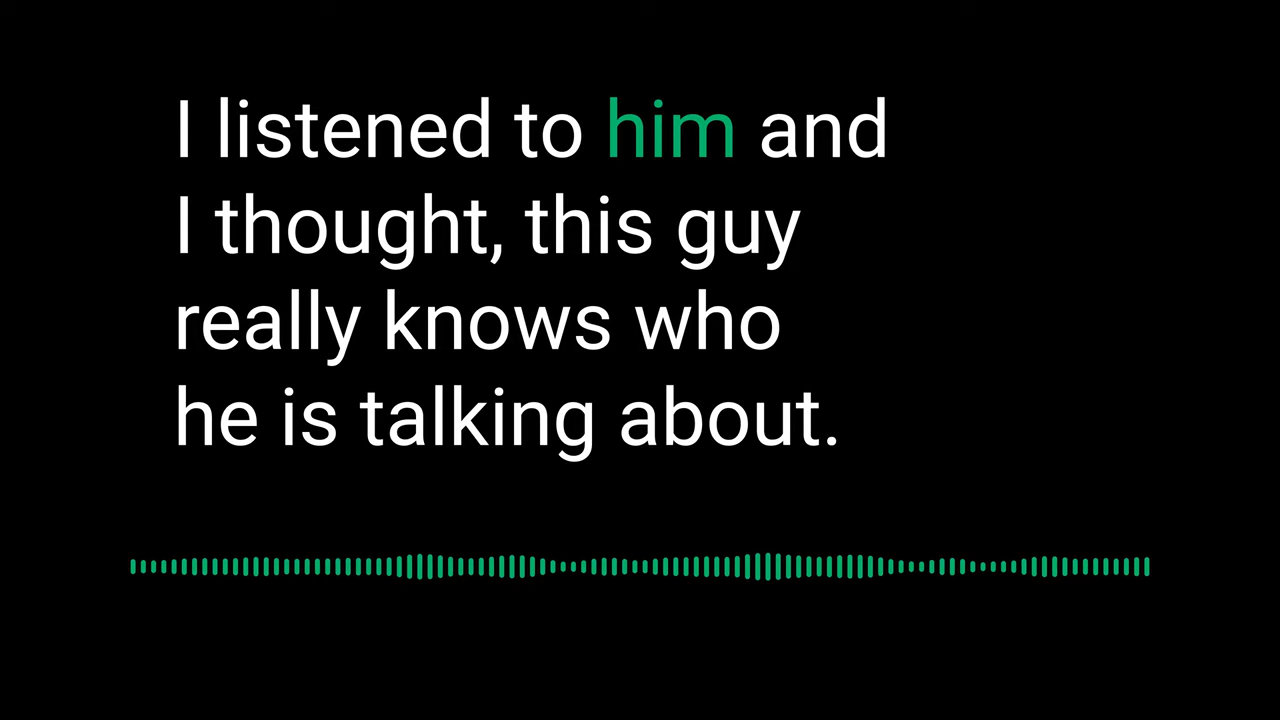 I listened to him and
I thought, this guy
really knows who
he is talking about.